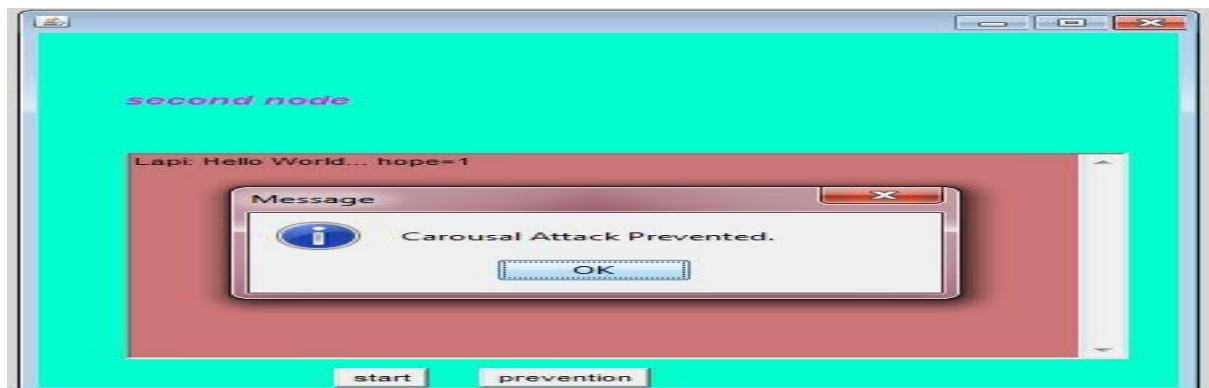 second node
Lapi: Hello World... hope=1
Message
Carousal Attack Prevented.
OK
start prevention